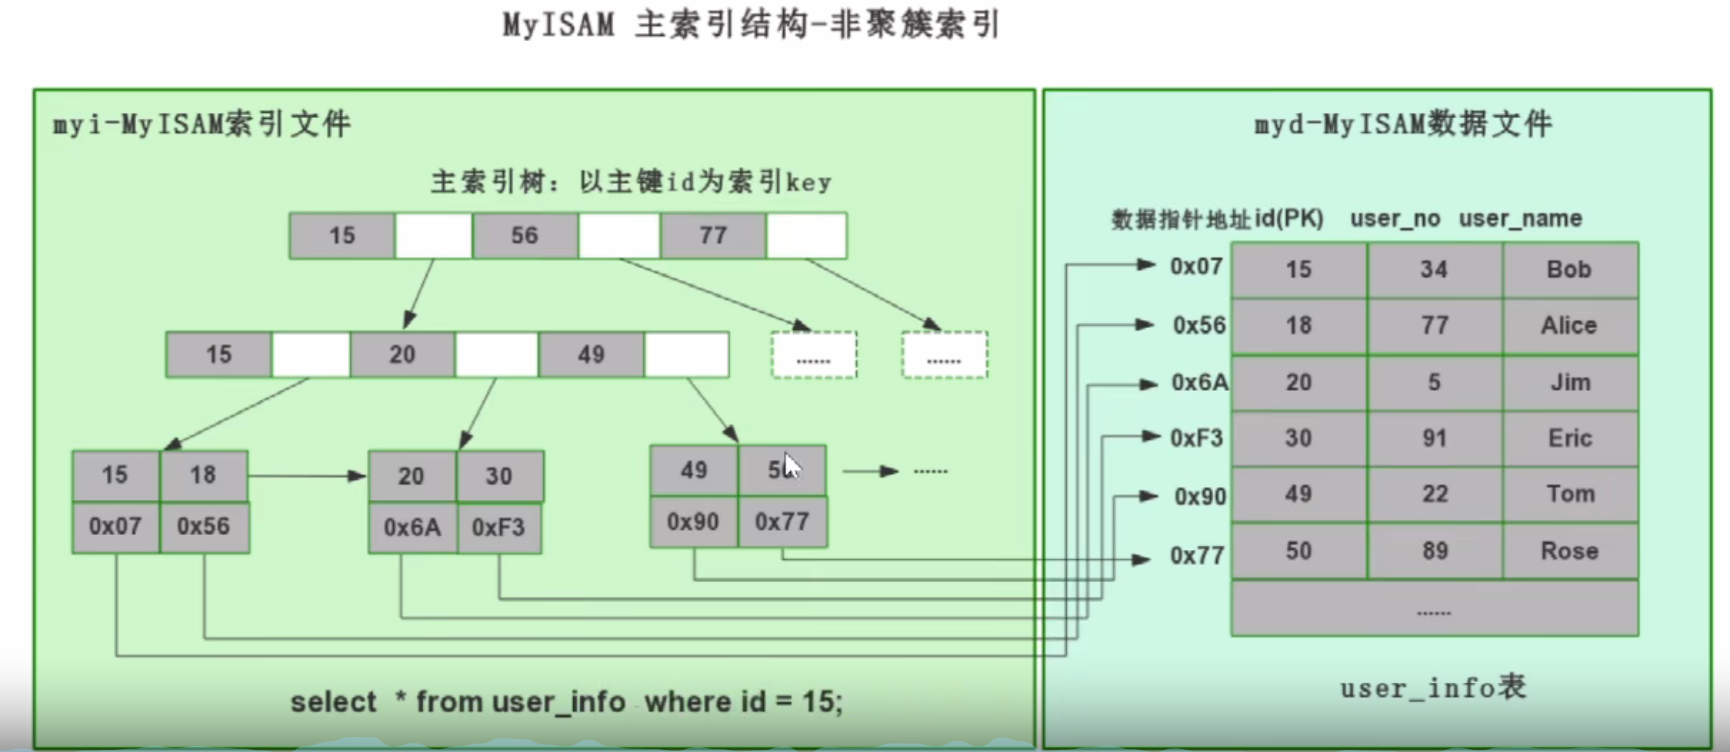 MyISAM 主索引结构-非聚簇索引
myi-MyISAM索引文件
主索引树：以主键id为索引key
15 56 77
15 20 49 ...... ......
15 18 20 30 49 ......
0x07 0x56 0x6A 0xF3 0x90 0x77
select * from user_info where id = 15;
myd-MyISAM数据文件
数据指针地址 id(PK) user_no user_name
0x07 15 34 Bob
0x56 18 77 Alice
0x6A 20 5 Jim
0xF3 30 91 Eric
0x90 49 22 Tom
0x77 50 89 Rose
......
user_info表